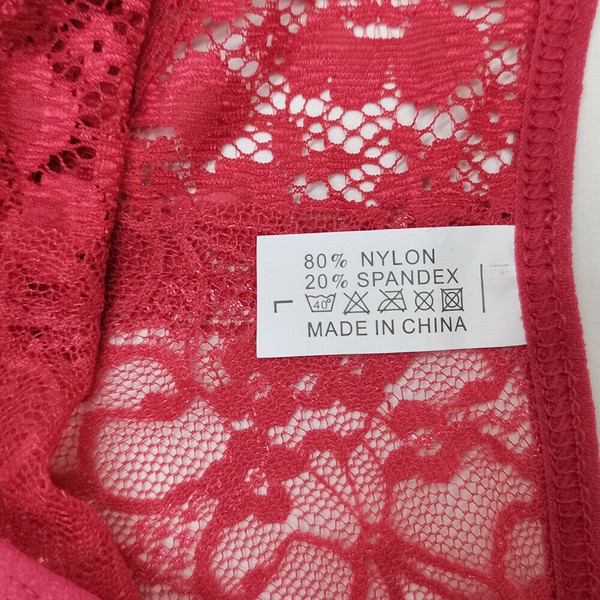 80% NYLON
20% SPANDEX
40°
MADE IN CHINA
L